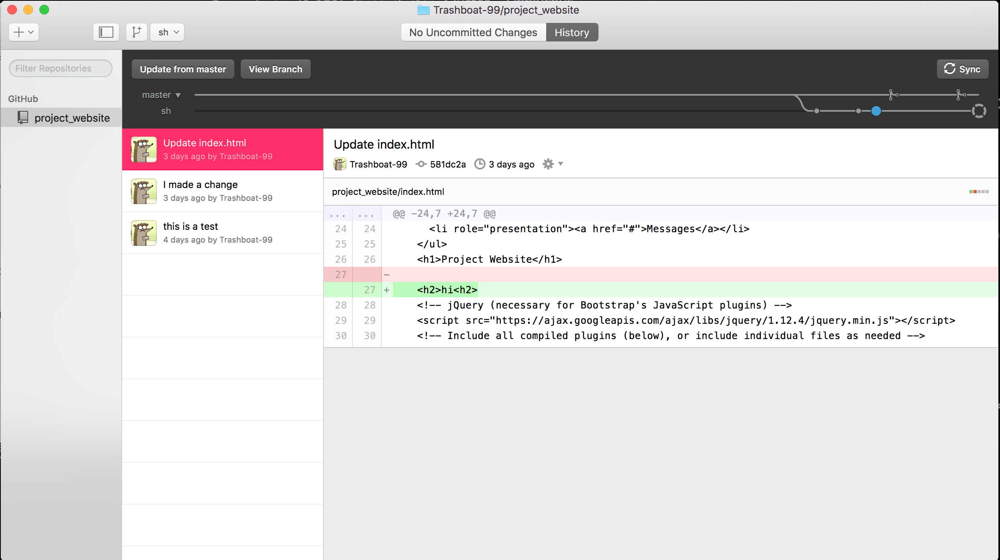 Trashboat-99/project_website
sh
No Uncommitted Changes
History
Filter Repositories
GitHub
project_website
Update from master
View Branch
Sync
master
sh
Update index.html
3 days ago by Trashboat-99
I made a change
3 days ago by Trashboat-99
this is a test
4 days ago by Trashboat-99
Update index.html
Trashboat-99 581dc2a 3 days ago
project_website/index.html
... ... @@ -24,7 +24,7 @@
24 24 <li role="presentation"><a href="#">Messages</a></li>
25 25 </ul>
26 26 <h1>Project Website</h1>
27 -
27 + <h2>hi<h2>
28 28 <!-- jQuery (necessary for Bootstrap's JavaScript plugins) -->
29 29 <script src="https://ajax.googleapis.com/ajax/libs/jquery/1.12.4/jquery.min.js"></script>
30 30 <!-- Include all compiled plugins (below), or include individual files as needed -->